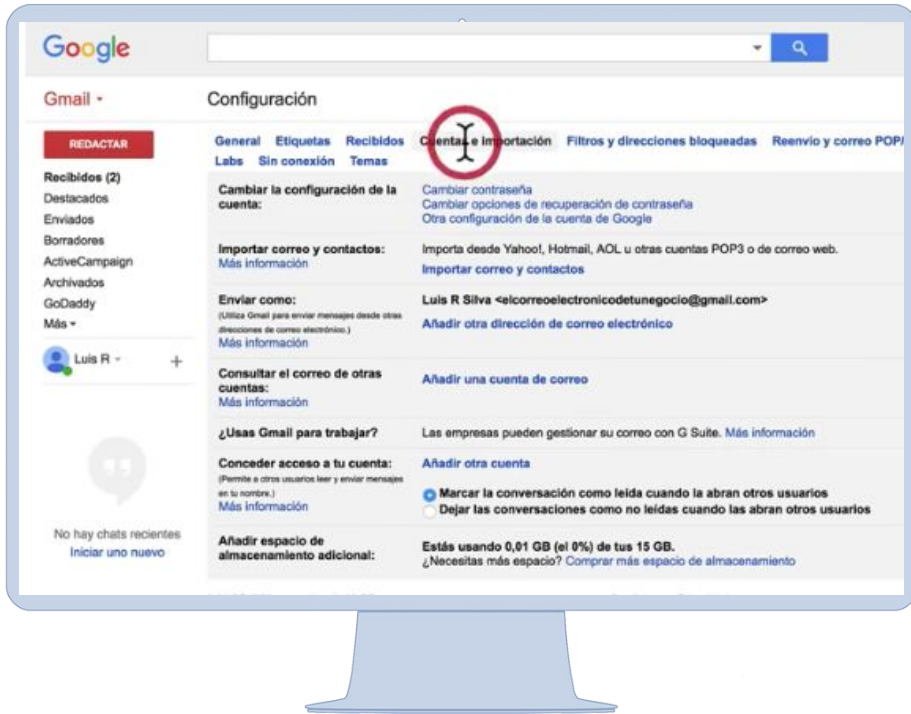 Google
Gmail
Configuración
REDACTAR
General Etiquetas Recibidos Cuentas e importación Filtros y direcciones bloqueadas Reenvío y correo POP/
Labs Sin conexión Temas
Recibidos (2)
Destacados
Enviados
Borradores
ActiveCampaign
Archivados
GoDaddy
Más
Luis R
No hay chats recientes
Iniciar uno nuevo
Cambiar la configuración de la
cuenta:
Cambiar contraseña
Cambiar opciones de recuperación de contraseña
Otra configuración de la cuenta de Google
Importar correo y contactos:
Más información
Importa desde Yahoo!, Hotmail, AOL u otras cuentas POP3 o de correo web.
Importar correo y contactos
Enviar como:
(Utiliza Gmail para enviar mensajes desde otras
direcciones de correo electrónico.)
Más información
Luis R Silva <elcorreoelectronicodetunegocio@gmail.com>
Añadir otra dirección de correo electrónico
Consultar el correo de otras
cuentas:
Más información
Añadir una cuenta de correo
¿Usas Gmail para trabajar?
Las empresas pueden gestionar su correo con G Suite. Más información
Conceder acceso a tu cuenta:
(Permite a otros usuarios leer y enviar mensajes
en tu nombre.)
Más información
Añadir otra cuenta
Marcar la conversación como leída cuando la abran otros usuarios
Dejar las conversaciones como no leídas cuando las abran otros usuarios
Añadir espacio de
almacenamiento adicional:
Estás usando 0,01 GB (el 0%) de tus 15 GB.
¿Necesitas más espacio? Comprar más espacio de almacenamiento